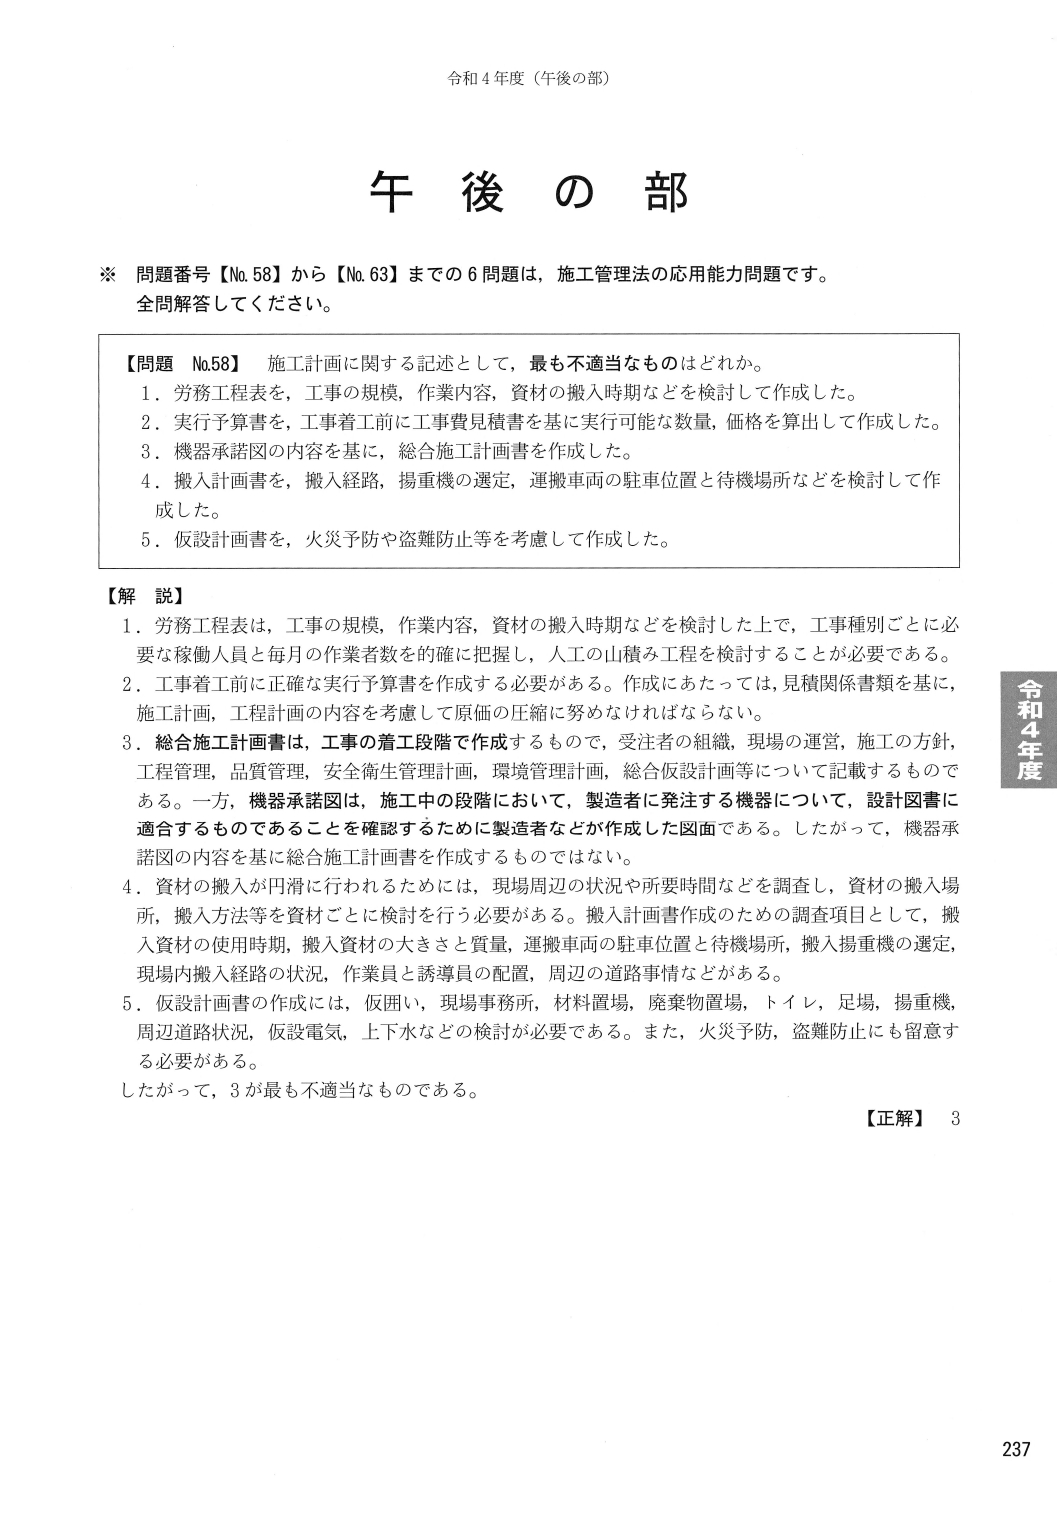 令和4年度（午後の部）
午後の部
※　問題番号【No.58】から【No.63】までの6問題は，施工管理法の応用能力問題です。
全問解答してください。
【問題　No.58】　施工計画に関する記述として，最も不適当なものはどれか。
1．労務工程表を，工事の規模，作業内容，資材の搬入時期などを検討して作成した。
2．実行予算書を，工事着工前に工事費見積書を基に実行可能な数量，価格を算出して作成した。
3．機器承諾図の内容を基に，総合施工計画書を作成した。
4．搬入計画書を，搬入経路，揚重機の選定，運搬車両の駐車位置と待機場所などを検討して作
成した。
5．仮設計画書を，火災予防や盗難防止等を考慮して作成した。
【解　説】
1．労務工程表は，工事の規模，作業内容，資材の搬入時期などを検討した上で，工事種別ごとに必
要な稼働人員と毎月の作業者数を的確に把握し，人工の山積み工程を検討することが必要である。
2．工事着工前に正確な実行予算書を作成する必要がある。作成にあたっては，見積関係書類を基に，
施工計画，工程計画の内容を考慮して原価の圧縮に努めなければならない。
3．総合施工計画書は，工事の着工段階で作成するもので，受注者の組織，現場の運営，施工の方針，
工程管理，品質管理，安全衛生管理計画，環境管理計画，総合仮設計画等について記載するもので
ある。一方，機器承諾図は，施工中の段階において，製造者に発注する機器について，設計図書に
適合するものであることを確認するために製造者などが作成した図面である。したがって，機器承
諾図の内容を基に総合施工計画書を作成するものではない。
4．資材の搬入が円滑に行われるためには，現場周辺の状況や所要時間などを調査し，資材の搬入場
所，搬入方法等を資材ごとに検討を行う必要がある。搬入計画書作成のための調査項目として，搬
入資材の使用時期，搬入資材の大きさと質量，運搬車両の駐車位置と待機場所，搬入揚重機の選定，
現場内搬入経路の状況，作業員と誘導員の配置，周辺の道路事情などがある。
5．仮設計画書の作成には，仮囲い，現場事務所，材料置場，廃棄物置場，トイレ，足場，揚重機，
周辺道路状況，仮設電気，上下水などの検討が必要である。また，火災予防，盗難防止にも留意す
る必要がある。
したがって，3が最も不適当なものである。
【正解】　3
令和4年度
237